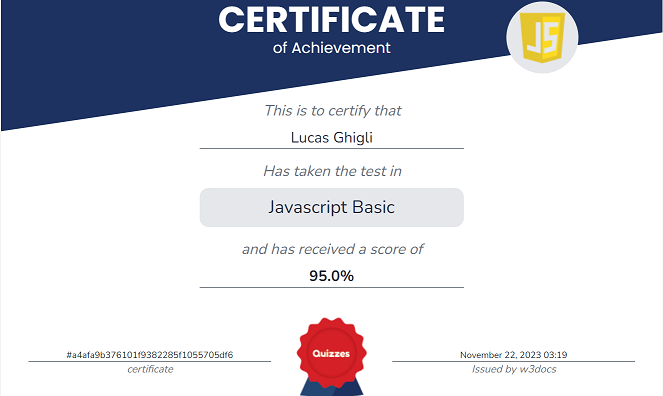 CERTIFICATE
of Achievement
JS
This is to certify that
Lucas Ghigli
Has taken the test in
Javascript Basic
and has received a score of
95.0%
#a4afa9b376101f9382285f1055705df6
certificate
Quizzes
November 22, 2023 03:19
Issued by w3docs